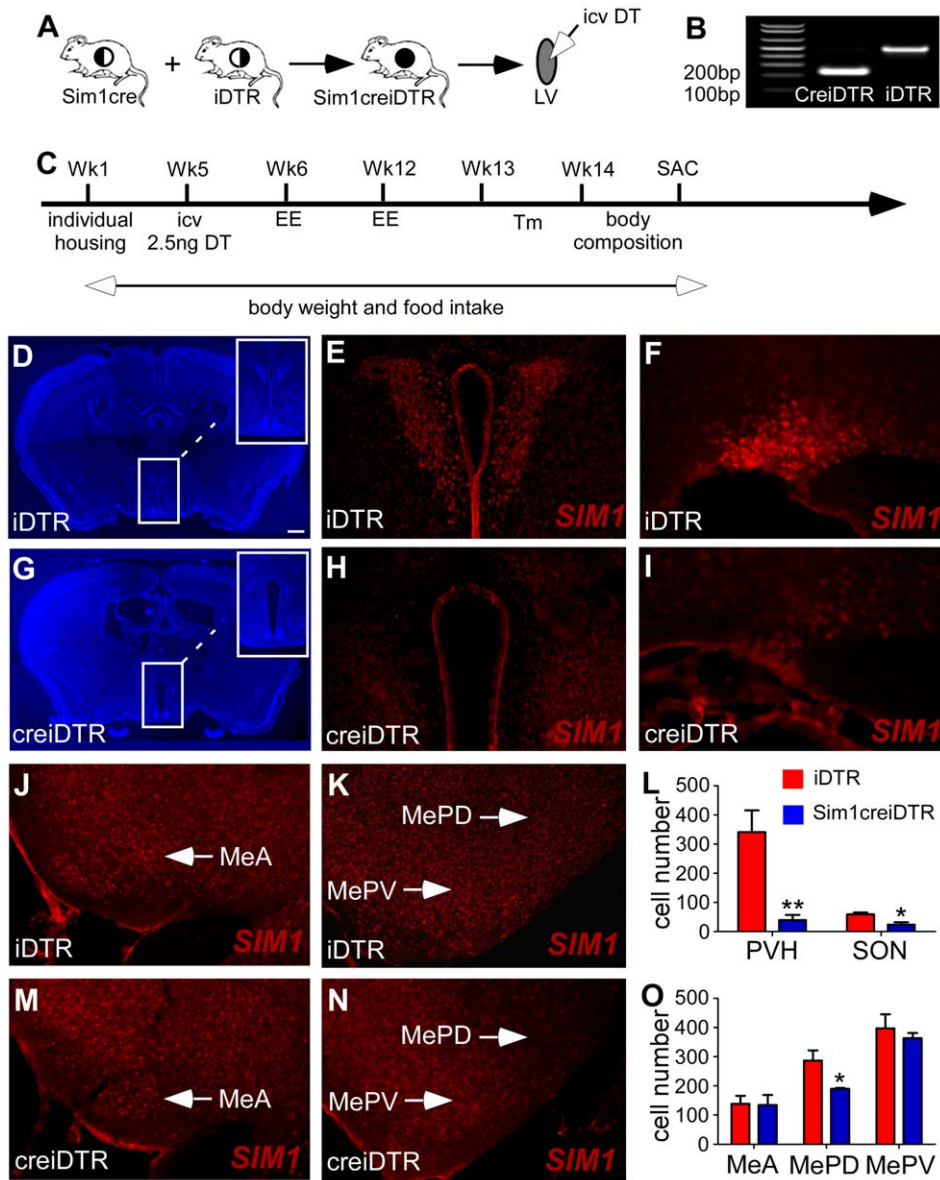 A
Sim1cre
+
iDTR
Sim1creiDTR
icv DT
LV
B
200bp
100bp
CreiDTR
iDTR
C
Wk1 Wk5 Wk6 Wk12 Wk13 Wk14 SAC
individual housing
icv 2.5ng DT
EE
EE
Tm
body composition
body weight and food intake
D
iDTR
E
iDTR
SIM1
F
iDTR
SIM1
G
creiDTR
H
creiDTR
SIM1
I
creiDTR
SIM1
J
MeA
iDTR
SIM1
K
MePD
MePV
iDTR
SIM1
L
iDTR
Sim1creiDTR
cell number
500
400
300
200
100
0
**
*
PVH SON
M
MeA
creiDTR
SIM1
N
MePD
MePV
creiDTR
SIM1
O
cell number
500
400
300
200
100
0
*
MeA MePD MePV